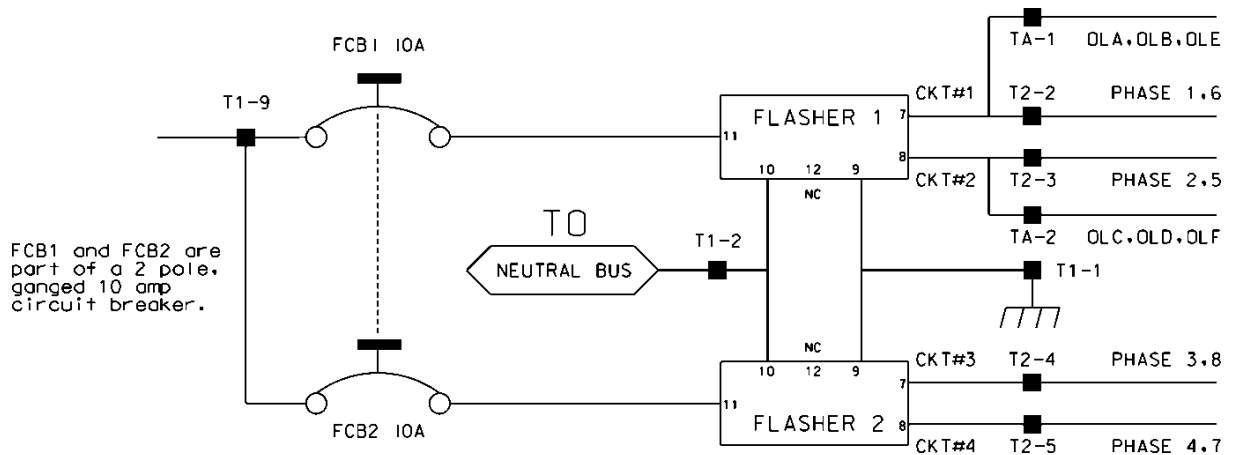 FCB1 10A
T1-9
FCB1 and FCB2 are
part of a 2 pole,
ganged 10 amp
circuit breaker.
FCB2 10A
TO
NEUTRAL BUS
T1-2
FLASHER 1
11
7
8
10 12 9
NC
CKT#1
CKT#2
TA-1 OLA,OLB,OLE
T2-2 PHASE 1,6
T2-3 PHASE 2,5
TA-2 OLC,OLD,OLF
T1-1
NC
10 12 9
11
7
8
FLASHER 2
CKT#3 T2-4 PHASE 3,8
CKT#4 T2-5 PHASE 4,7